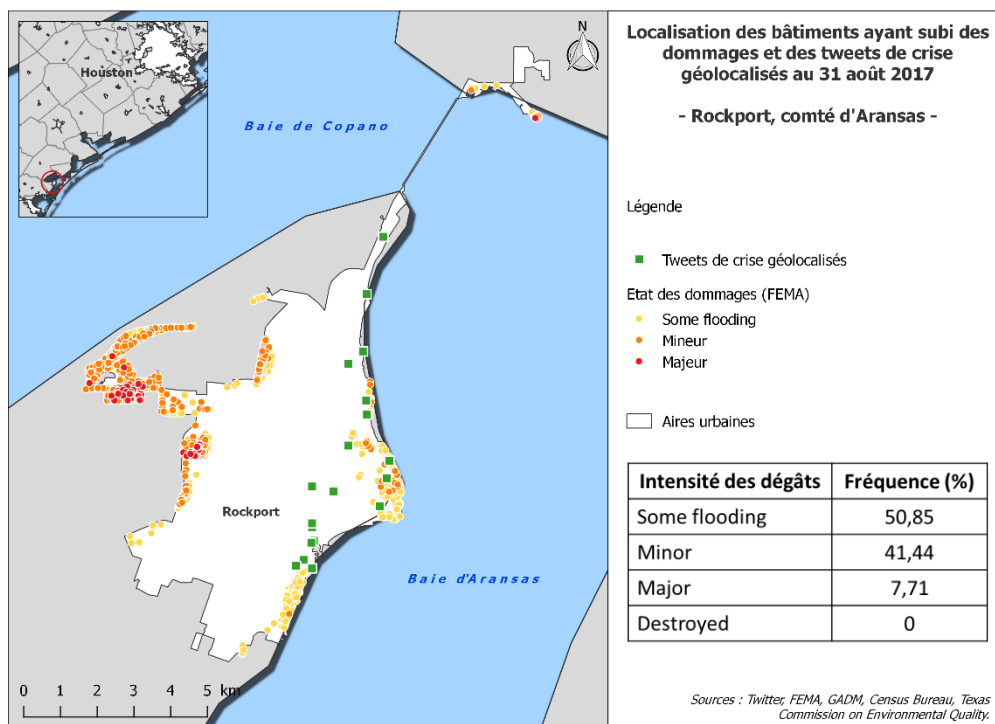 Houston
Baie de Copano
N
Rockport
Baie d'Aransas
0 1 2 3 4 5 km
Localisation des bâtiments ayant subi des
dommages et des tweets de crise
géolocalisés au 31 août 2017
- Rockport, comté d'Aransas -
Légende
Tweets de crise géolocalisés
Etat des dommages (FEMA)
Some flooding
Mineur
Majeur
Aires urbaines
Intensité des dégâts Fréquence (%)
Some flooding 50,85
Minor 41,44
Major 7,71
Destroyed 0
Sources : Twitter, FEMA, GADM, Census Bureau, Texas
Commission on Environmental Quality.